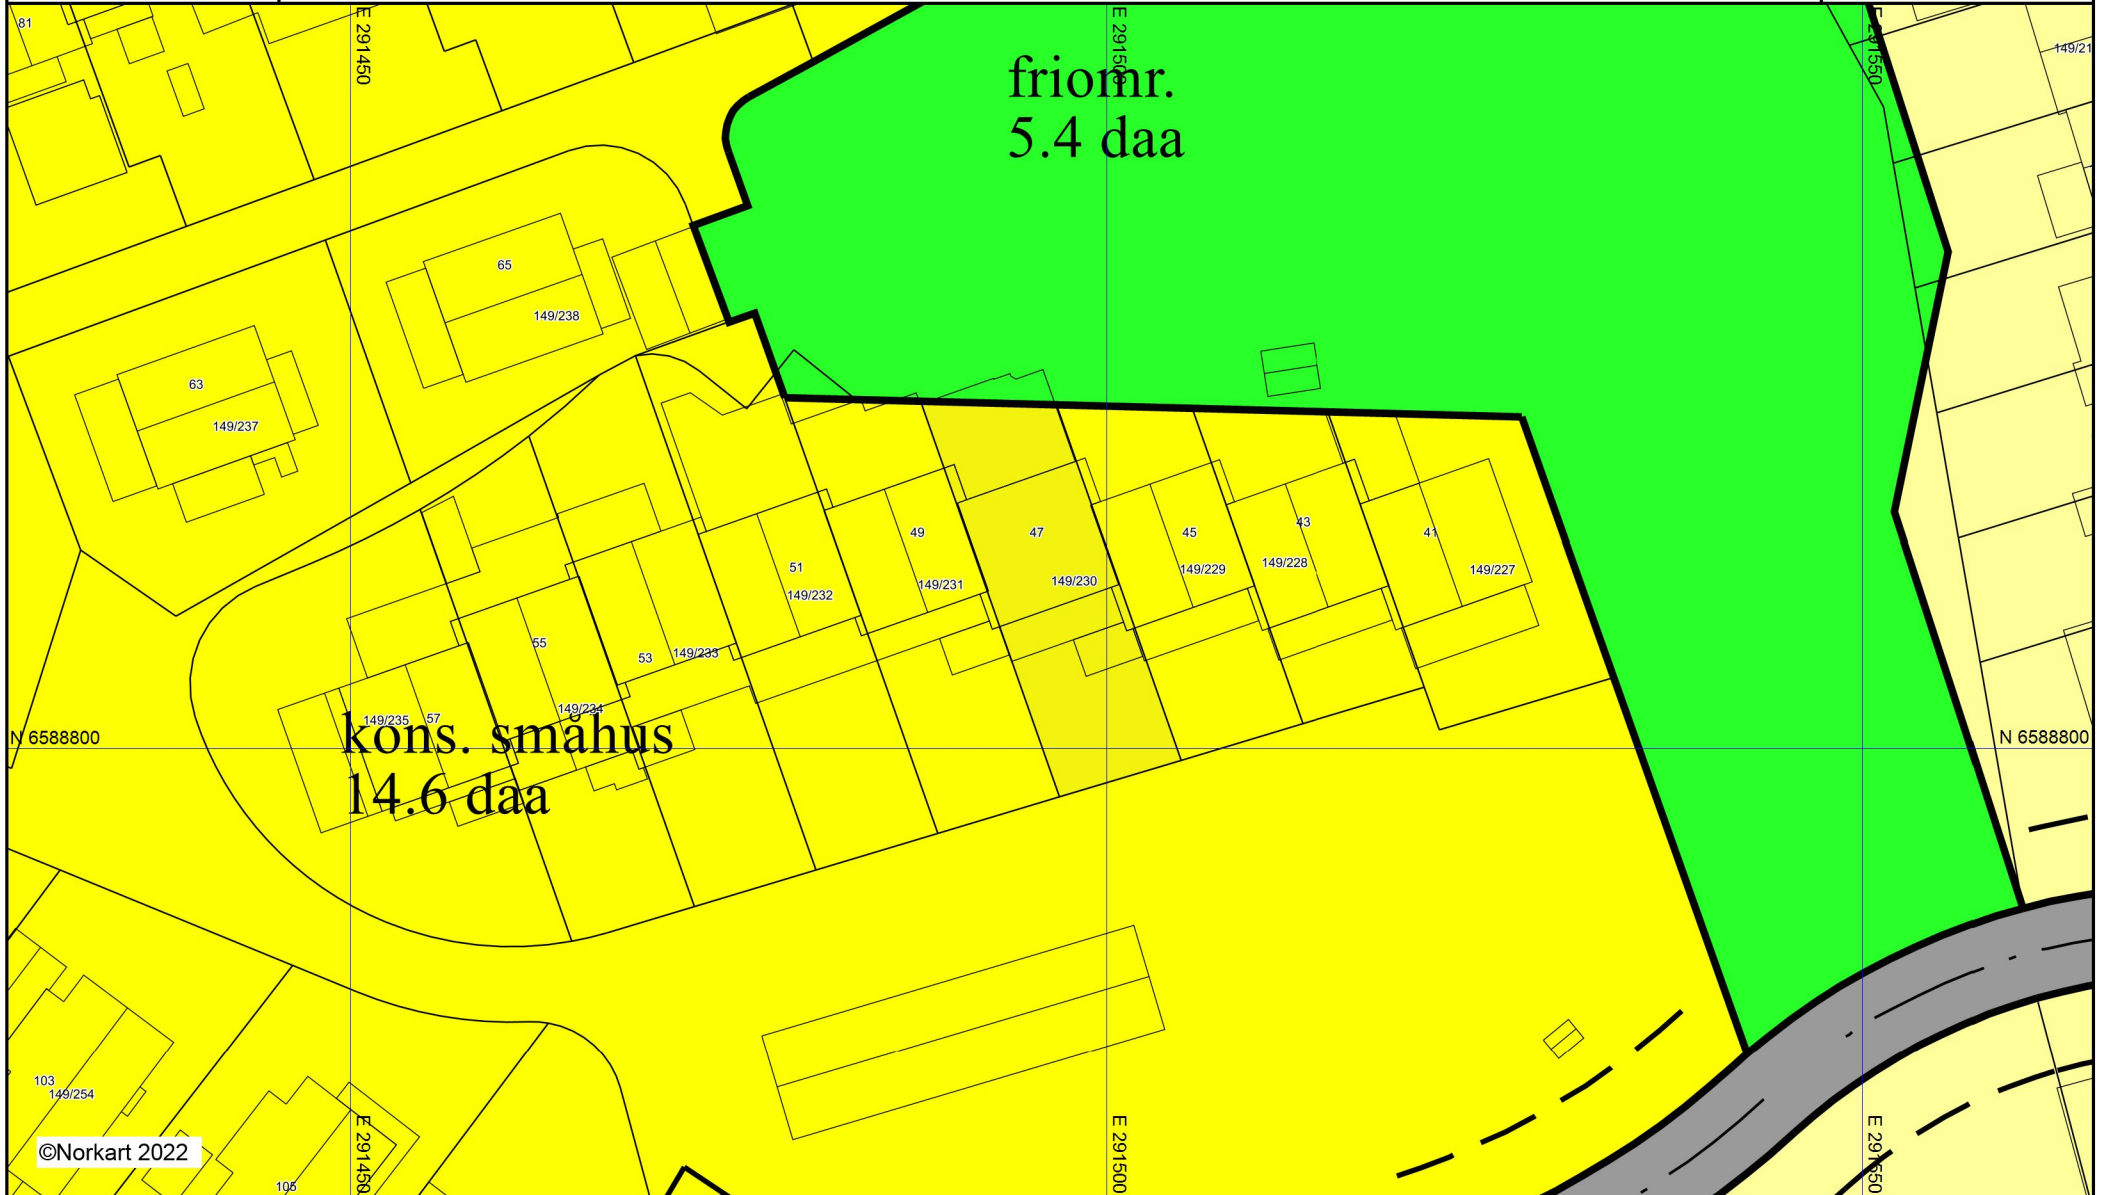 81
E 291450
E 291500
E 291550
149/21
friomr.
5.4 daa
65
149/238
63
149/237
47
149/230
49
149/231
45
149/229
43
149/228
41
149/227
51
149/232
55
53
149/233
149/234
149/235
57
kons. småhus
14.6 daa
N 6588800
N 6588800
103
149/254
105
©Norkart 2022
E 291450
E 291500
E 291550